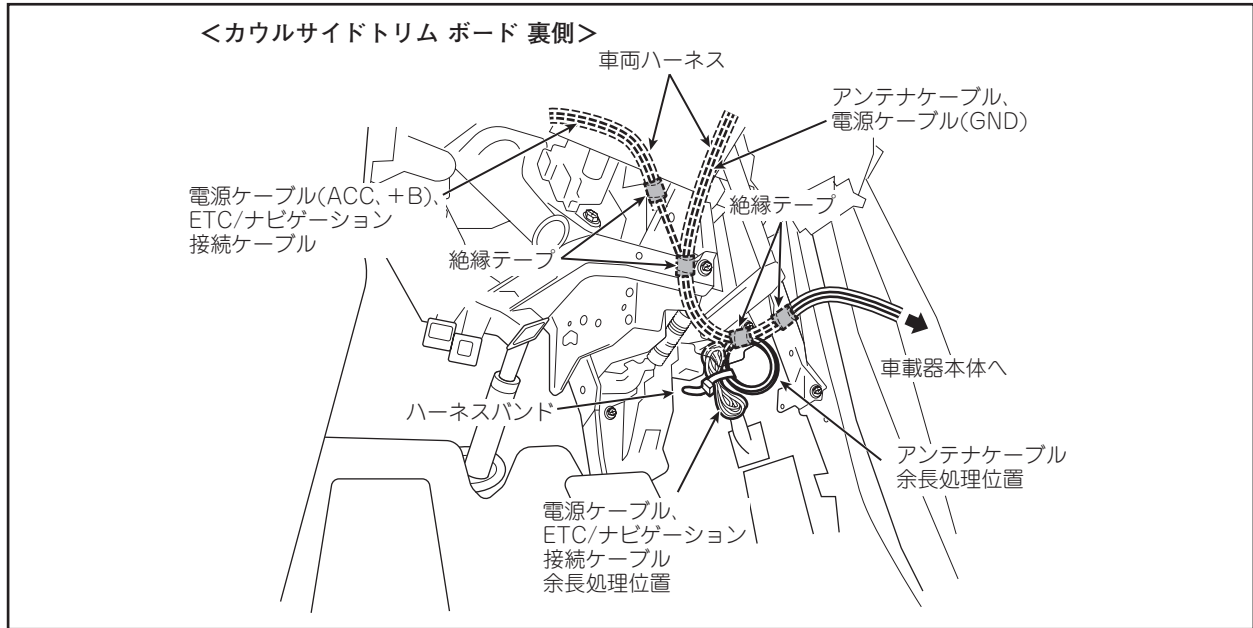 ＜カウルサイドトリム ボード 裏側＞
車両ハーネス
アンテナケーブル、
電源ケーブル(GND)
電源ケーブル(ACC、＋B)、
ETC/ナビゲーション
接続ケーブル
絶縁テープ
絶縁テープ
車載器本体へ
ハーネスバンド
アンテナケーブル
余長処理位置
電源ケーブル、
ETC/ナビゲーション
接続ケーブル
余長処理位置